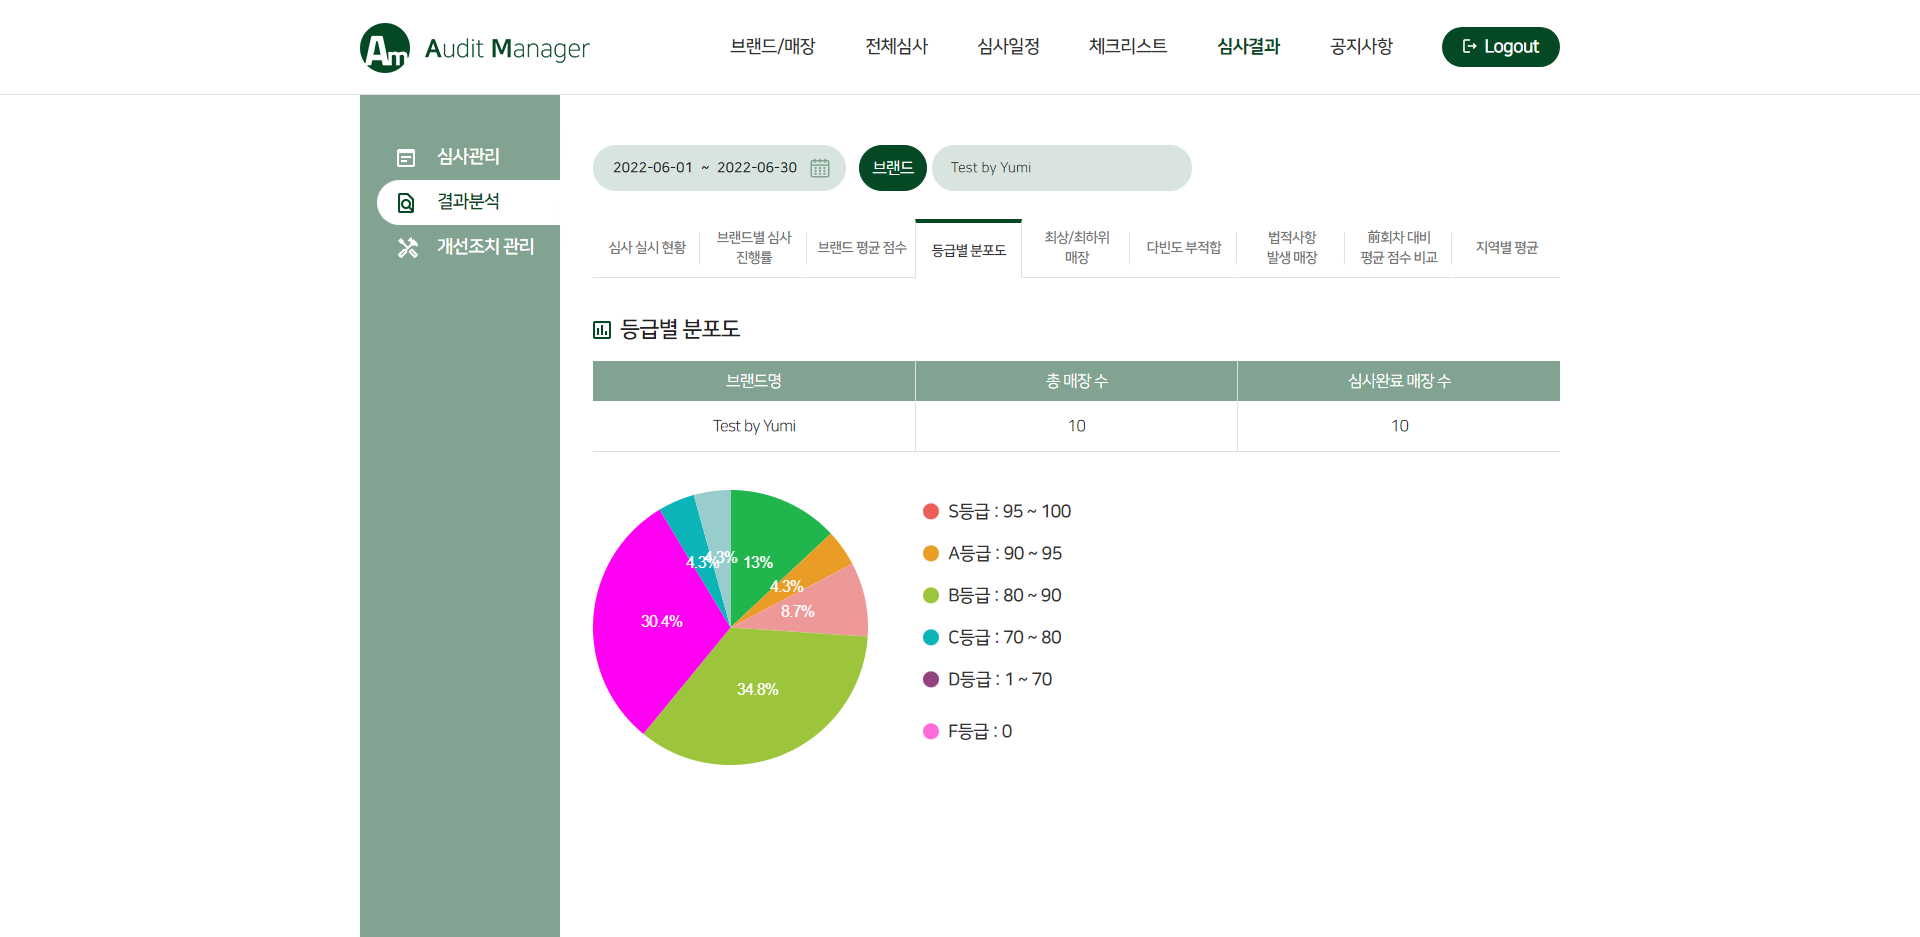 Am Audit Manager
브랜드/매장 전체심사 심사일정 체크리스트 심사결과 공지사항 Logout
심사관리
결과분석
개선조치 관리
2022-06-01 ~ 2022-06-30 브랜드 Test by Yumi
심사 실시 현황
브랜드별 심사
진행률
브랜드 평균 점수
등급별 분포도
최상/최하위
매장
다빈도 부적합
법적사항
발생 매장
前회차 대비
평균 점수 비교
지역별 평균
등급별 분포도
브랜드명 총 매장 수 심사완료 매장 수
Test by Yumi 10 10
4.3% 4.3% 13%
4.3%
8.7%
30.4%
34.8%
S등급 : 95 ~ 100
A등급 : 90 ~ 95
B등급 : 80 ~ 90
C등급 : 70 ~ 80
D등급 : 1 ~ 70
F등급 : 0